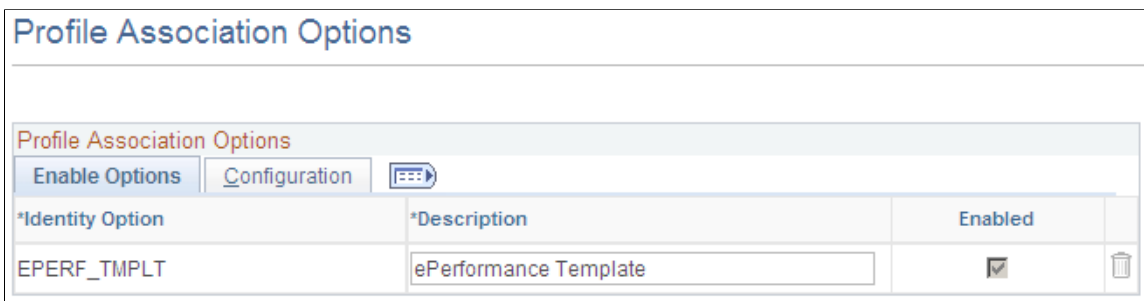 Profile Association Options
Profile Association Options
Enable Options Configuration
*Identity Option *Description Enabled
EPERF_TMPLT ePerformance Template